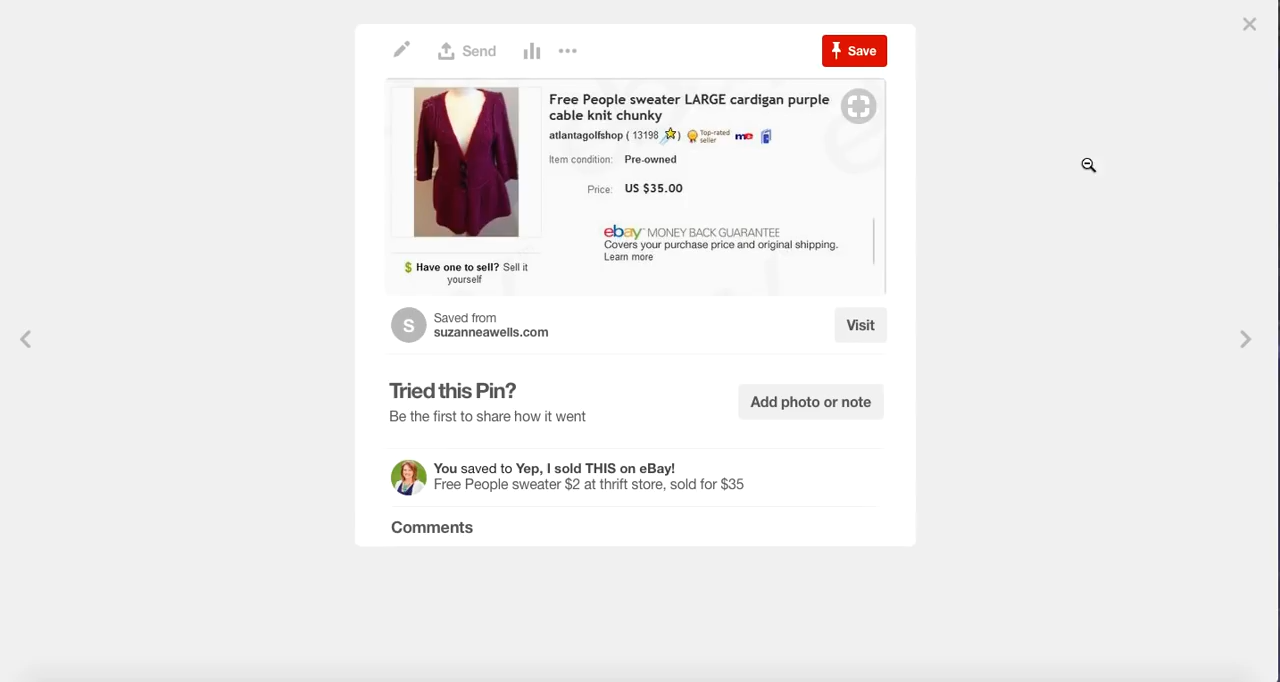 Send
Save
Free People sweater LARGE cardigan purple
cable knit chunky
atlantagolfshop ( 13198 ) Top-rated seller me
Item condition: Pre-owned
Price: US $35.00
ebay MONEY BACK GUARANTEE
Covers your purchase price and original shipping.
Learn more
$ Have one to sell? Sell it
yourself
S
Saved from
suzanneawells.com
Visit
Tried this Pin?
Be the first to share how it went
Add photo or note
You saved to Yep, I sold THIS on eBay!
Free People sweater $2 at thrift store, sold for $35
Comments